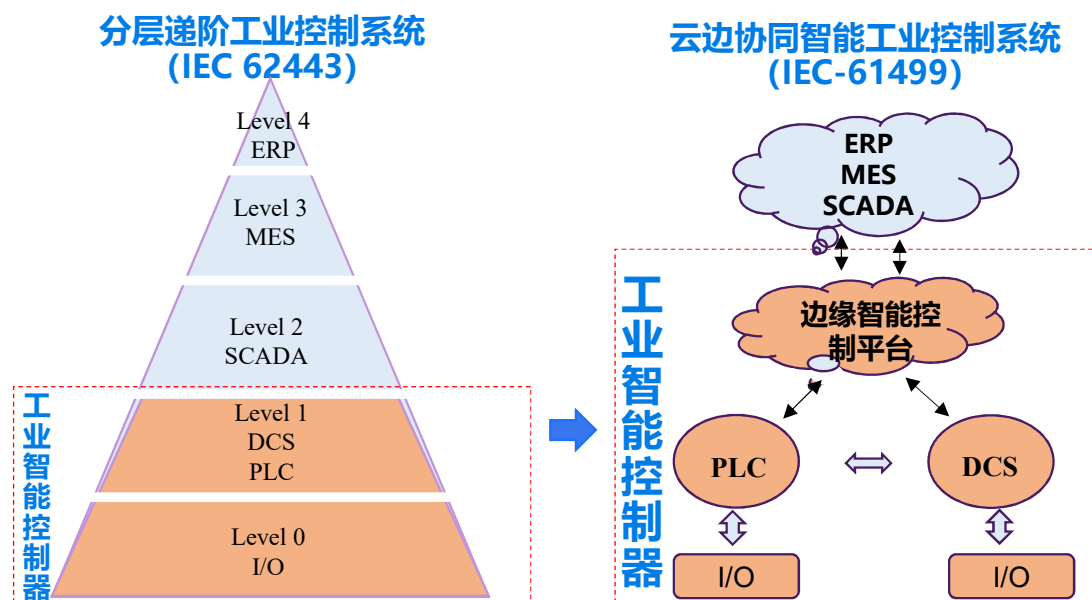 分层递阶工业控制系统
（IEC 62443）
Level 4
ERP
Level 3
MES
Level 2
SCADA
Level 1
DCS
PLC
Level 0
I/O
工业智能控制器
云边协同智能工业控制系统
（IEC-61499）
ERP
MES
SCADA
边缘智能控
制平台
工业智能控制器
PLC
DCS
I/O
I/O